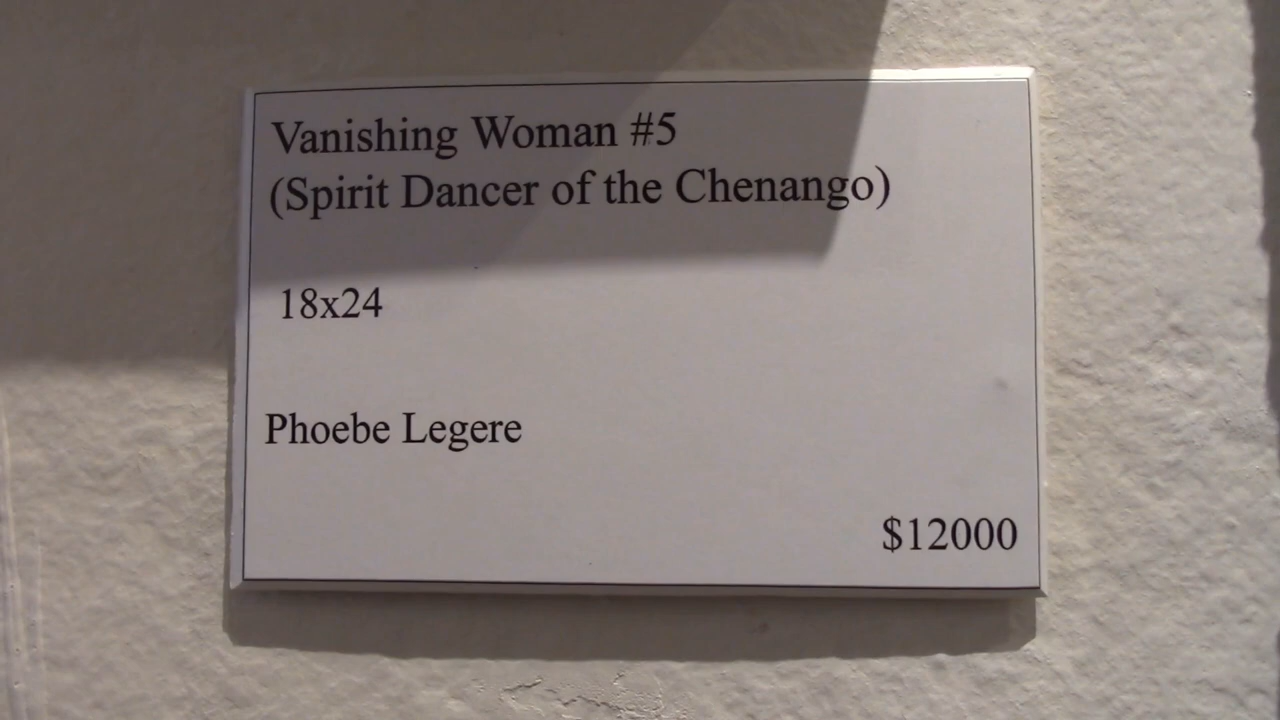 Vanishing Woman #5
(Spirit Dancer of the Chenango)
18x24
Phoebe Legere
$12000